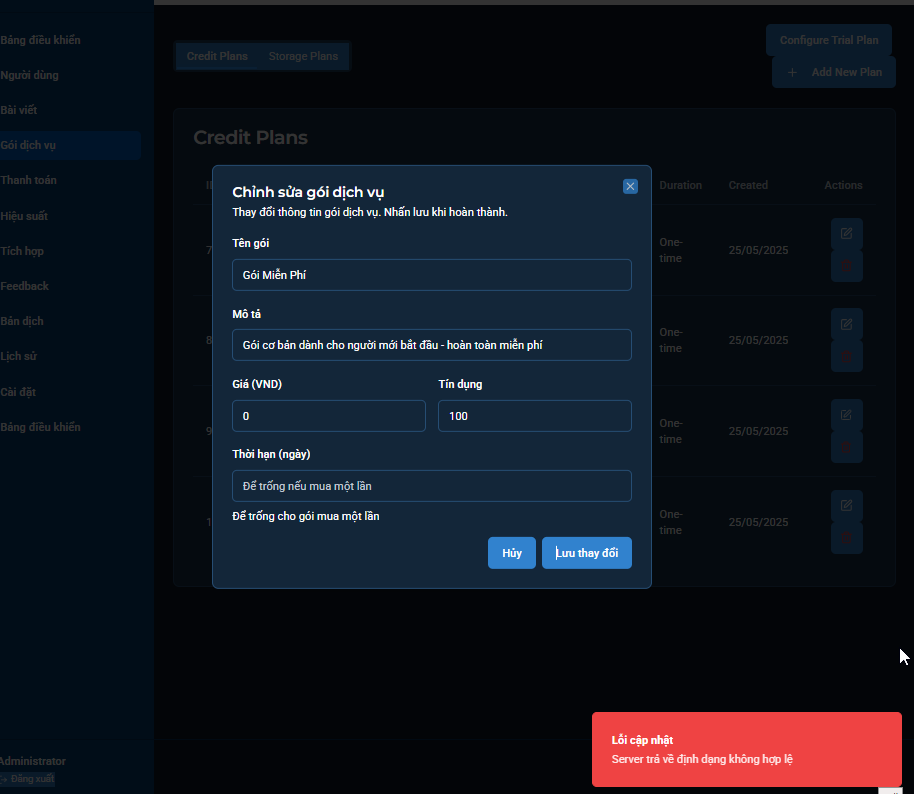 Bảng điều khiển
Người dùng
Bài viết
Gói dịch vụ
Thanh toán
Hiệu suất
Tích hợp
Feedback
Bản dịch
Lịch sử
Cài đặt
Bảng điều khiển
Administrator
Đăng xuất
Credit Plans
Storage Plans
Configure Trial Plan
+ Add New Plan
Credit Plans
Duration
Created
Actions
7
One-
time
25/05/2025
8
One-
time
25/05/2025
9
One-
time
25/05/2025
1
One-
time
25/05/2025
Chỉnh sửa gói dịch vụ
Thay đổi thông tin gói dịch vụ. Nhấn lưu khi hoàn thành.
Tên gói
Gói Miễn Phí
Mô tả
Gói cơ bản dành cho người mới bắt đầu - hoàn toàn miễn phí
Giá (VND)
Tín dụng
0
100
Thời hạn (ngày)
Để trống nếu mua một lần
Để trống cho gói mua một lần
Hủy
Lưu thay đổi
Lỗi cập nhật
Server trả về định dạng không hợp lệ